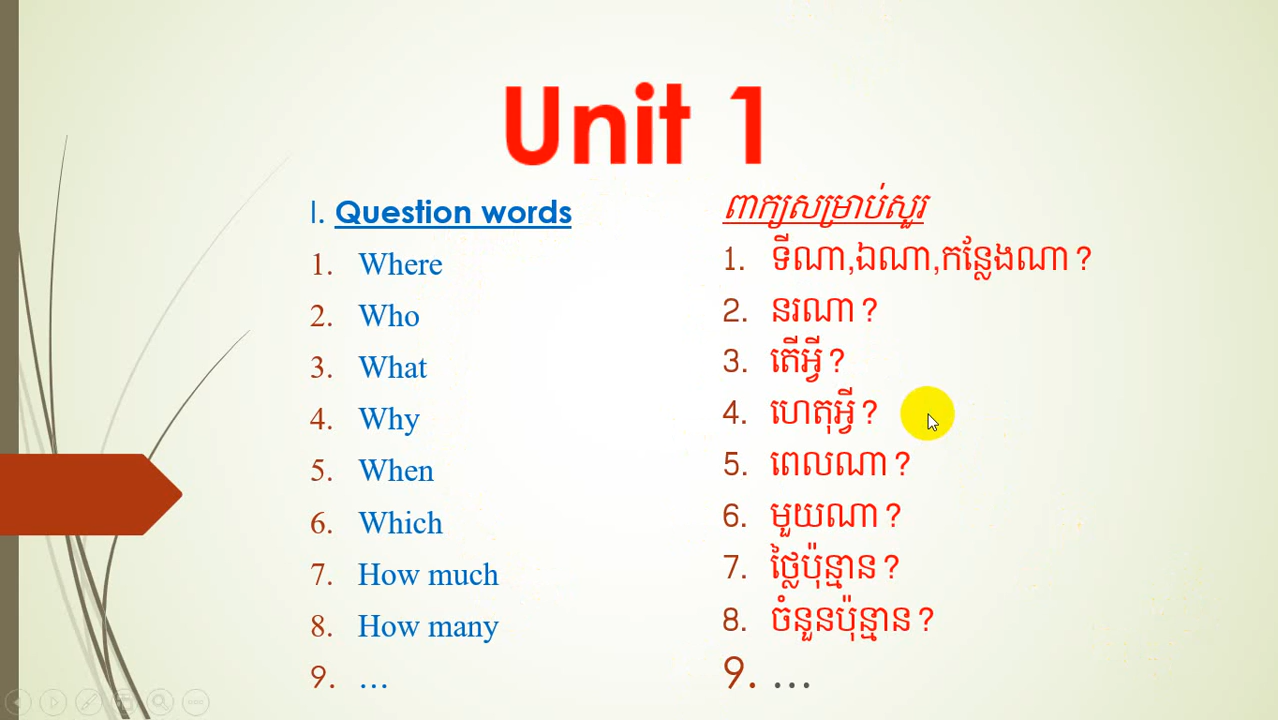 Unit 1
I. Question words
1. Where
2. Who
3. What
4. Why
5. When
6. Which
7. How much
8. How many
9. ...
ពាក្យសម្រាប់សួរ
1. ទីណា,ឯណា,កន្លែងណា?
2. នរណា?
3. តើអ្វី?
4. ហេតុអ្វី?
5. ពេលណា?
6. មួយណា?
7. ថ្លៃប៉ុន្មាន?
8. ចំនួនប៉ុន្មាន?
9. ...